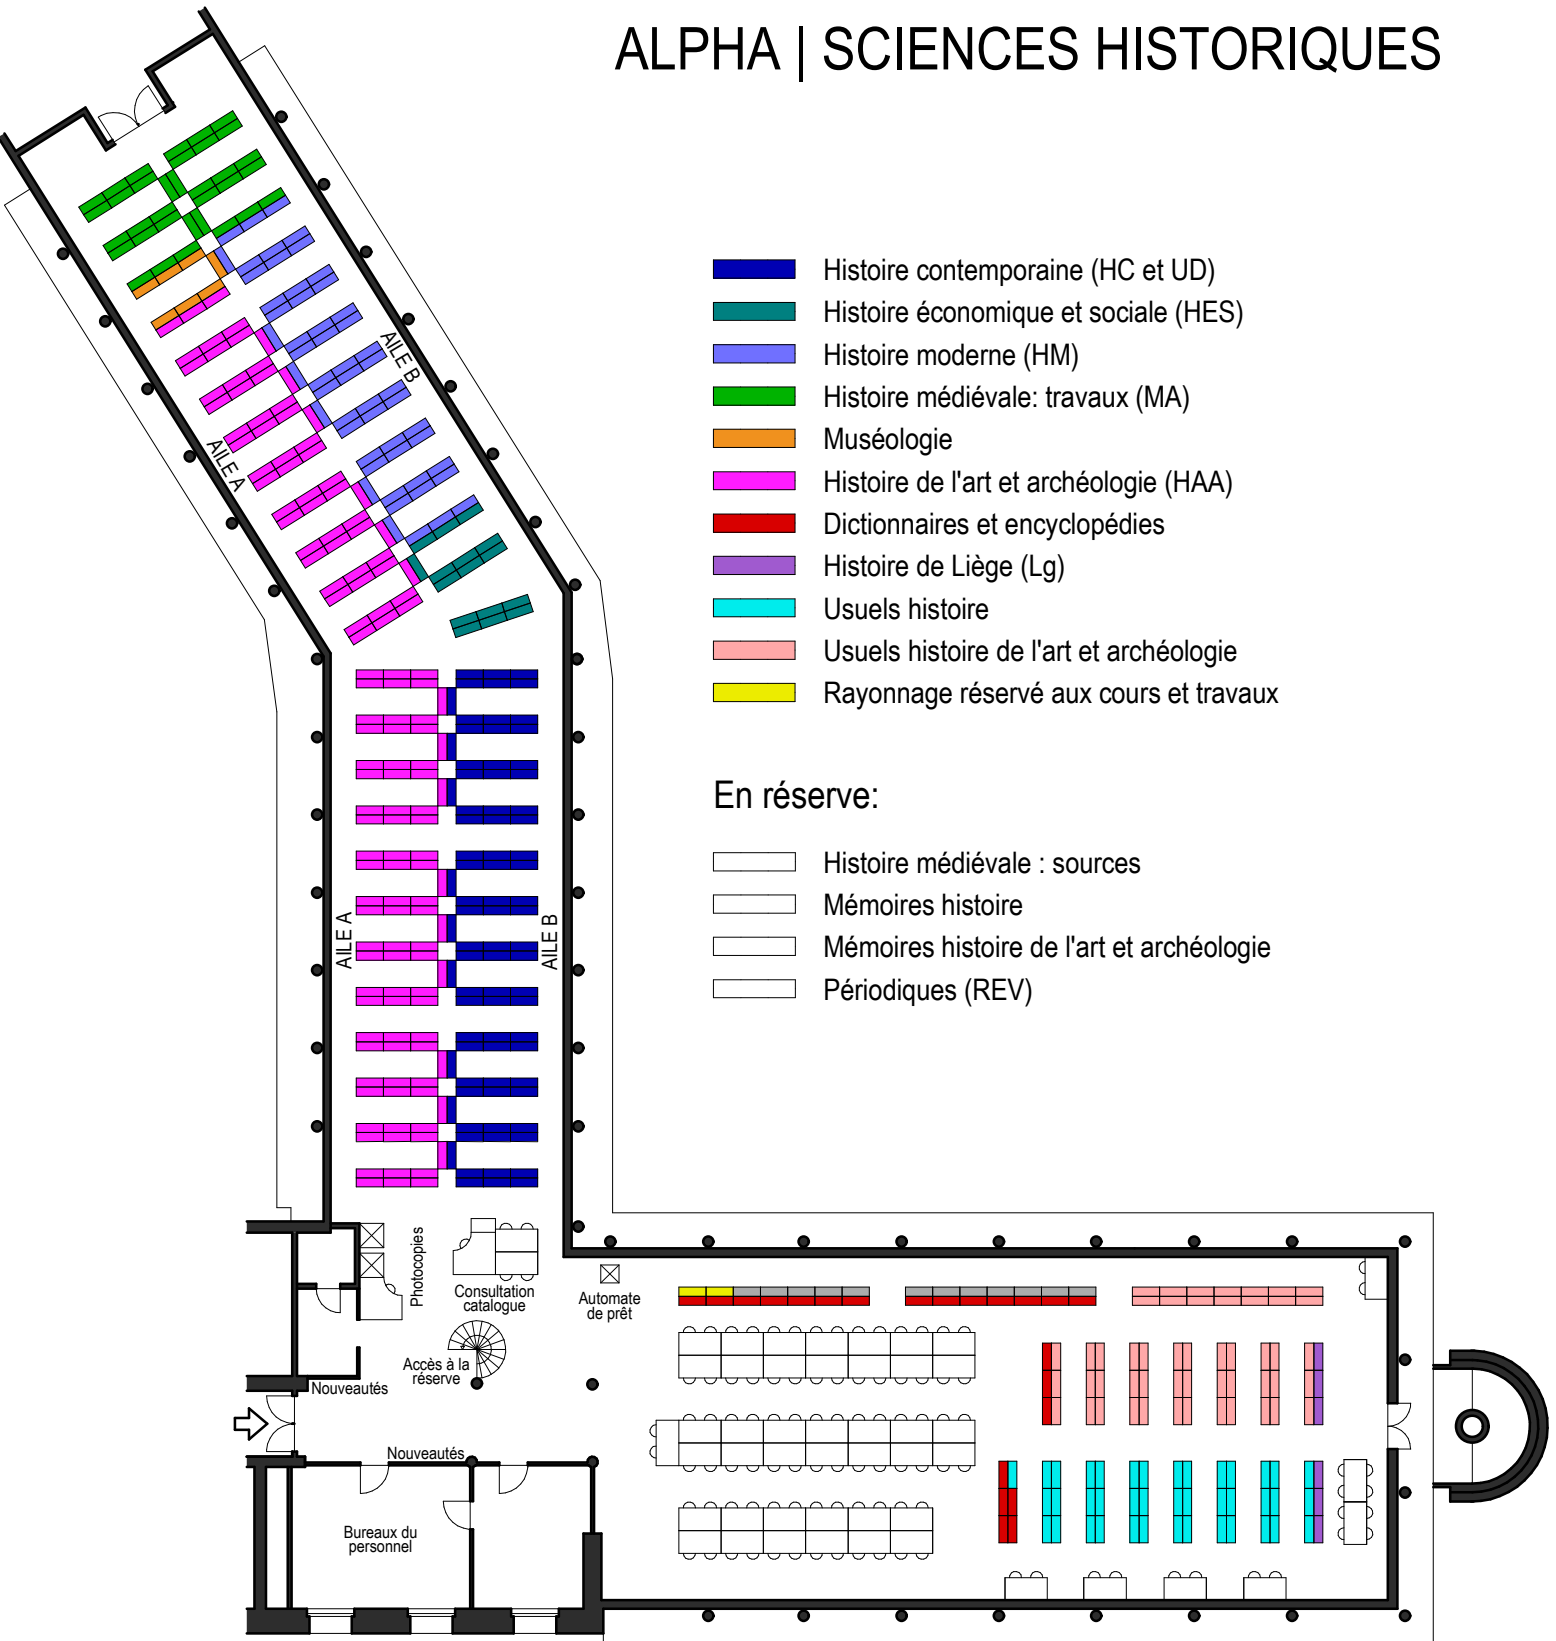 ALPHA | SCIENCES HISTORIQUES
Histoire contemporaine (HC et UD)
Histoire économique et sociale (HES)
Histoire moderne (HM)
Histoire médiévale: travaux (MA)
Muséologie
Histoire de l'art et archéologie (HAA)
Dictionnaires et encyclopédies
Histoire de Liège (Lg)
Usuels histoire
Usuels histoire de l'art et archéologie
Rayonnage réservé aux cours et travaux
En réserve:
Histoire médiévale : sources
Mémoires histoire
Mémoires histoire de l'art et archéologie
Périodiques (REV)
AILE B
AILE A
AILE A
AILE B
Photocopies
Consultation
catalogue
Automate
de prêt
Accès à la
réserve
Nouveautés
Nouveautés
Bureaux du
personnel